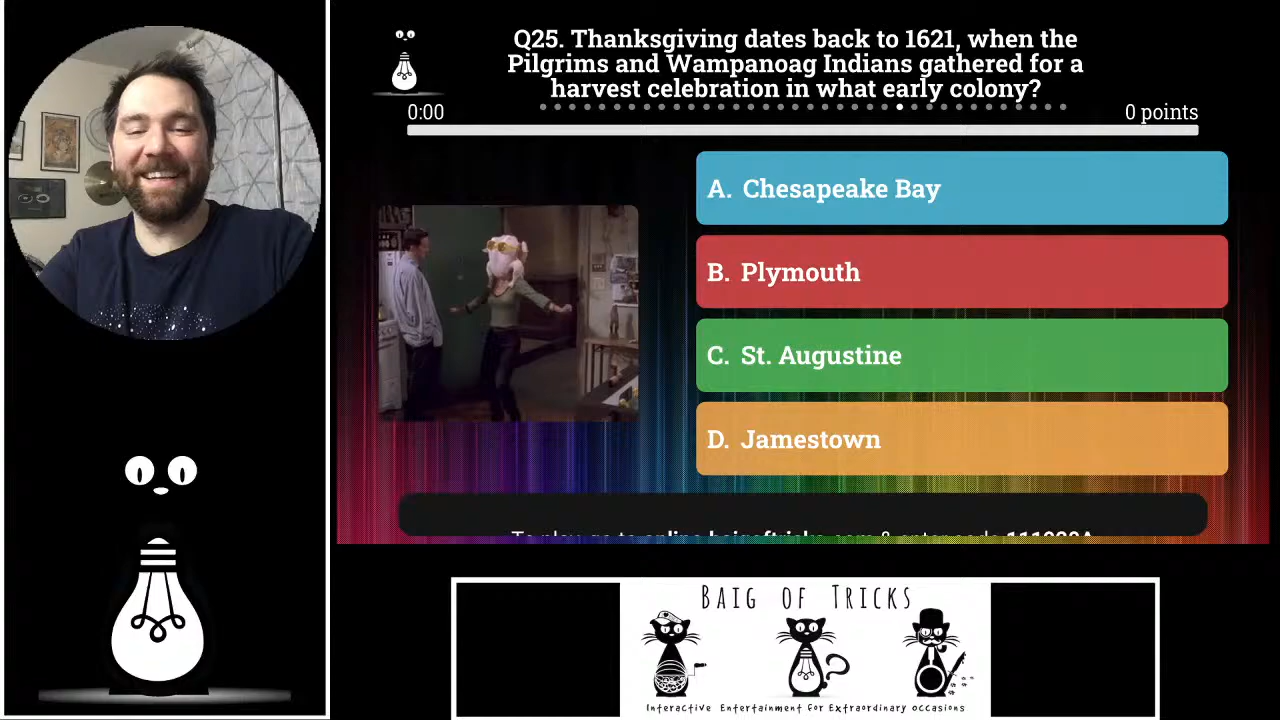 Q25. Thanksgiving dates back to 1621, when the
Pilgrims and Wampanoag Indians gathered for a
harvest celebration in what early colony?
0:00
0 points
A. Chesapeake Bay
B. Plymouth
C. St. Augustine
D. Jamestown
BAIG OF TRICKS
Interactive Entertainment for Extraordinary occasions